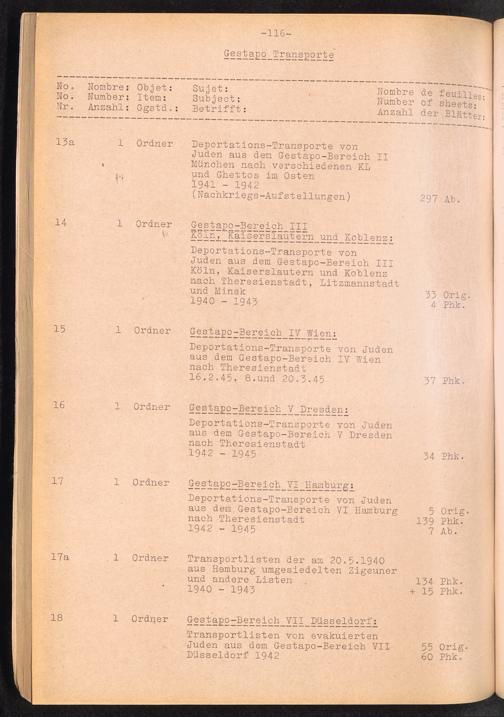 -116-
Gestapo Transporte
No. Nombre: Objet: Sujet: Nombre de feuilles:
No. Number: Item: Subject: Number of sheets:
Nr. Anzahl: Ggstd.: Betrifft: Anzahl der Blätter:
13a 1 Ordner Deportations-Transporte von
Juden aus dem Gestapo-Bereich II
München nach verschiedenen KL
und Ghettos im Osten
1941 - 1942
(Nachkriegs-Aufstellungen) 297 Ab.
14 1 Ordner Gestapo-Bereich III
Köln, Kaiserslautern und Koblenz:
Deportations-Transporte von
Juden aus dem Gestapo-Bereich III
Köln, Kaiserslautern und Koblenz
nach Theresienstadt, Litzmannstadt
und Minsk 33 Orig.
1940 - 1943 4 Phk.
15 1 Ordner Gestapo-Bereich IV Wien:
Deportations-Transporte von Juden
aus dem Gestapo-Bereich IV Wien
nach Theresienstadt
16.2.45, 8.und 20.3.45 37 Phk.
16 1 Ordner Gestapo-Bereich V Dresden:
Deportations-Transporte von Juden
aus dem Gestapo-Bereich V Dresden
nach Theresienstadt
1942 - 1945 34 Phk.
17 1 Ordner Gestapo-Bereich VI Hamburg:
Deportations-Transporte von Juden
aus dem Gestapo-Bereich VI Hamburg 5 Orig.
nach Theresienstadt 139 Phk.
1942 - 1945 7 Ab.
17a 1 Ordner Transportlisten der am 20.5.1940
aus Hamburg umgesiedelten Zigeuner
und andere Listen 134 Phk.
1940 - 1943 + 15 Phk.
18 1 Ordner Gestapo-Bereich VII Düsseldorf:
Transportlisten von evakuierten
Juden aus dem Gestapo-Bereich VII 55 Orig.
Düsseldorf 1942 60 Phk.